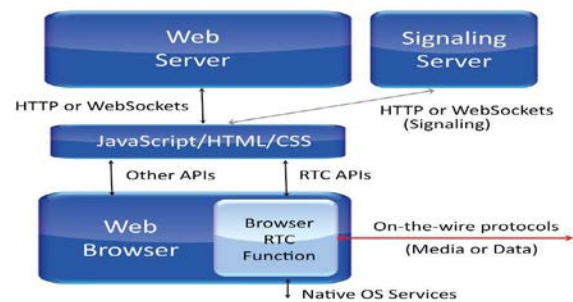 Web
Server
Signaling
Server
HTTP or WebSockets
HTTP or WebSockets
(Signaling)
JavaScript/HTML/CSS
Other APIs
RTC APIs
Web
Browser
Browser
RTC
Function
On-the-wire protocols
(Media or Data)
Native OS Services